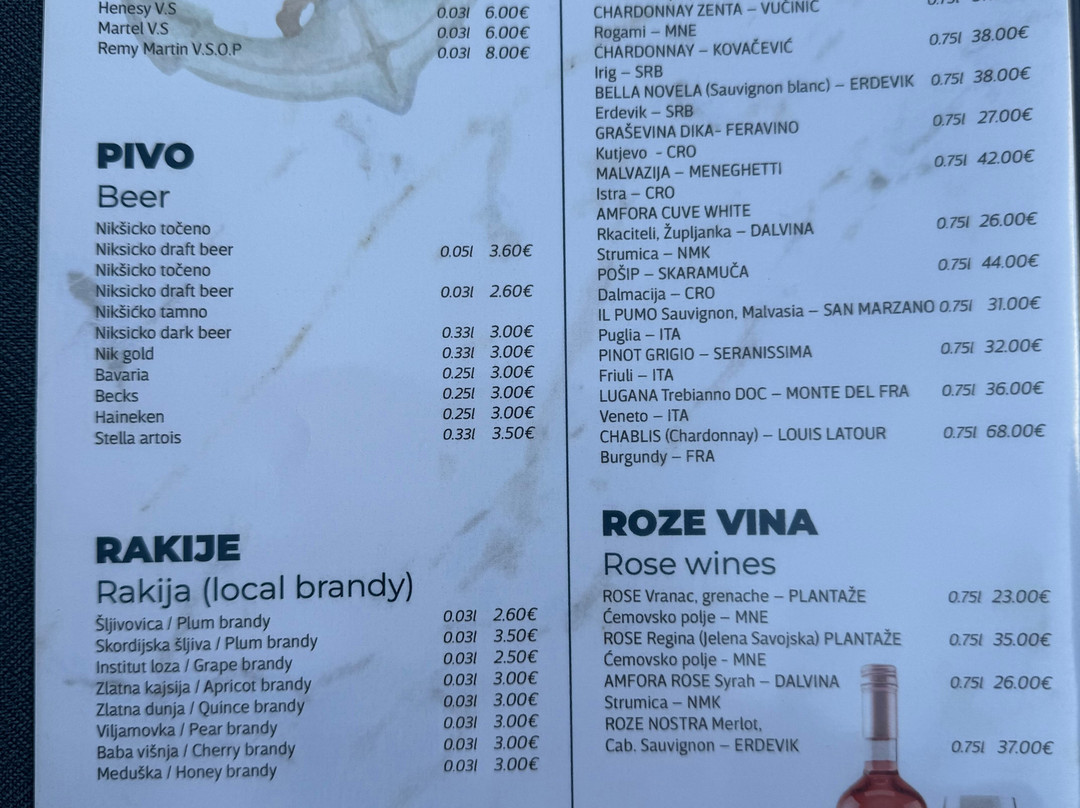 Henesy V.S 0.03l 6.00€
Martel V.S 0.03l 6.00€
Remy Martin V.S.O.P 0.03l 8.00€
PIVO
Beer
Nikšicko točeno
Niksicko draft beer 0.05l 3.60€
Nikšicko točeno
Niksicko draft beer 0.03l 2.60€
Nikšićko tamno
Niksicko dark beer 0.33l 3.00€
Nik gold 0.33l 3.00€
Bavaria 0.25l 3.00€
Becks 0.25l 3.00€
Haineken 0.25l 3.00€
Stella artois 0.33l 3.50€
RAKIJE
Rakija (local brandy)
Šljivovica / Plum brandy 0.03l 2.60€
Skordijska šljiva / Plum brandy 0.03l 3.50€
Institut loza / Grape brandy 0.03l 2.50€
Zlatna kajsija / Apricot brandy 0.03l 3.00€
Zlatna dunja / Quince brandy 0.03l 3.00€
Viljamovka / Pear brandy 0.03l 3.00€
Baba višnja / Cherry brandy 0.03l 3.00€
Meduška / Honey brandy 0.03l 3.00€
CHARDONNAY ZENTA – VUČINIĆ
Rogami – MNE
CHARDONNAY – KOVAČEVIĆ 0.75l 38.00€
Irig – SRB
BELLA NOVELA (Sauvignon blanc) – ERDEVIK 0.75l 38.00€
Erdevik – SRB
GRAŠEVINA DIKA- FERAVINO 0.75l 27.00€
Kutjevo - CRO
MALVAZIJA – MENEGHETTI 0.75l 42.00€
Istra – CRO
AMFORA CUVE WHITE
Rkaciteli, Župljanka – DALVINA 0.75l 26.00€
Strumica – NMK
POŠIP – SKARAMUČA 0.75l 44.00€
Dalmacija – CRO
IL PUMO Sauvignon, Malvasia – SAN MARZANO 0.75l 31.00€
Puglia – ITA
PINOT GRIGIO – SERANISSIMA 0.75l 32.00€
Friuli – ITA
LUGANA Trebianno DOC – MONTE DEL FRA 0.75l 36.00€
Veneto – ITA
CHABLIS (Chardonnay) – LOUIS LATOUR 0.75l 68.00€
Burgundy – FRA
ROZE VINA
Rose wines
ROSE Vranac, grenache – PLANTAŽE 0.75l 23.00€
Ćemovsko polje – MNE
ROSE Regina (Jelena Savojska) PLANTAŽE 0.75l 35.00€
Ćemovsko polje - MNE
AMFORA ROSE Syrah – DALVINA 0.75l 26.00€
Strumica – NMK
ROZE NOSTRA Merlot,
Cab. Sauvignon – ERDEVIK 0.75l 37.00€